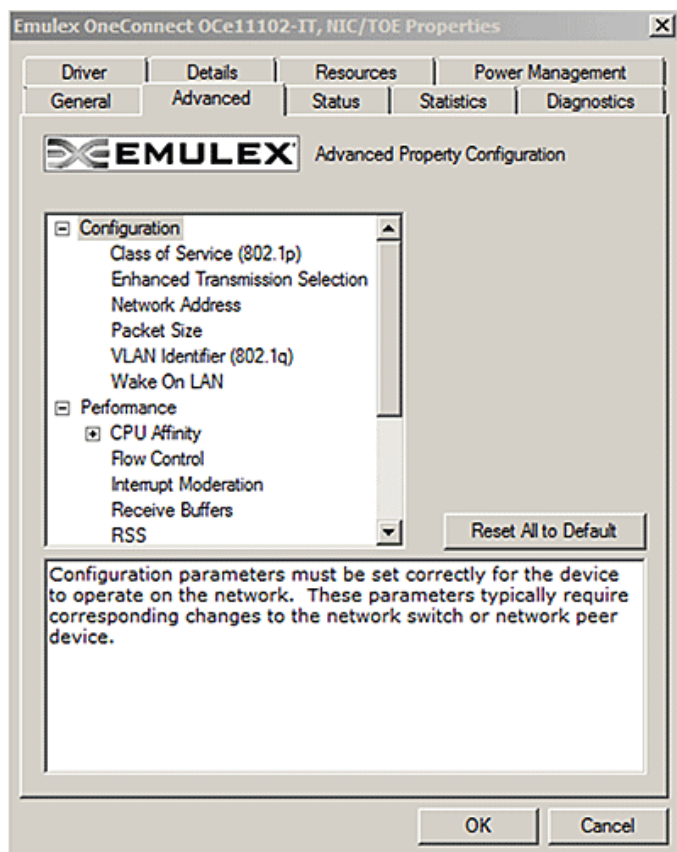 Emulex OneConnect OCe11102-IT, NIC/TOE Properties
Driver Details Resources Power Management
General Advanced Status Statistics Diagnostics
EMULEX Advanced Property Configuration
Configuration
Class of Service (802.1p)
Enhanced Transmission Selection
Network Address
Packet Size
VLAN Identifier (802.1q)
Wake On LAN
Performance
CPU Affinity
Flow Control
Interrupt Moderation
Receive Buffers
RSS
Reset All to Default
Configuration parameters must be set correctly for the device
to operate on the network. These parameters typically require
corresponding changes to the network switch or network peer
device.
OK Cancel